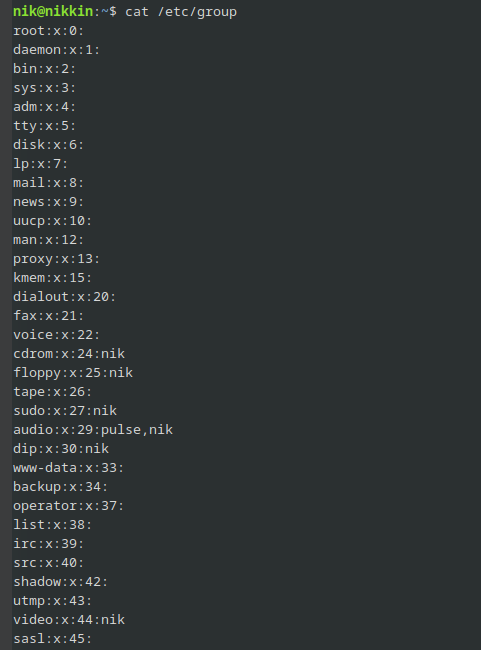 nik@nikkin:~$ cat /etc/group
root:x:0:
daemon:x:1:
bin:x:2:
sys:x:3:
adm:x:4:
tty:x:5:
disk:x:6:
lp:x:7:
mail:x:8:
news:x:9:
uucp:x:10:
man:x:12:
proxy:x:13:
kmem:x:15:
dialout:x:20:
fax:x:21:
voice:x:22:
cdrom:x:24:nik
floppy:x:25:nik
tape:x:26:
sudo:x:27:nik
audio:x:29:pulse,nik
dip:x:30:nik
www-data:x:33:
backup:x:34:
operator:x:37:
list:x:38:
irc:x:39:
src:x:40:
shadow:x:42:
utmp:x:43:
video:x:44:nik
sasl:x:45: